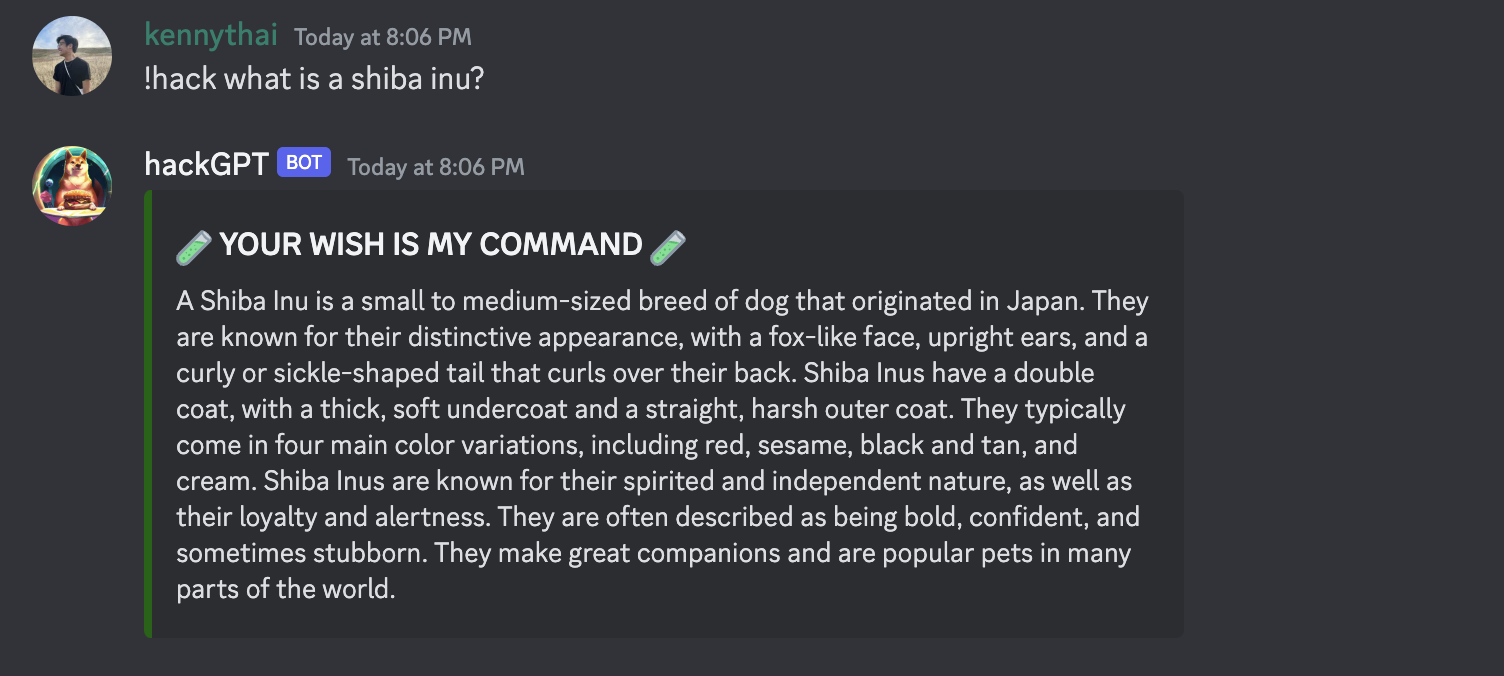 kennythai Today at 8:06 PM
!hack what is a shiba inu?
hackGPT BOT Today at 8:06 PM
YOUR WISH IS MY COMMAND
A Shiba Inu is a small to medium-sized breed of dog that originated in Japan. They
are known for their distinctive appearance, with a fox-like face, upright ears, and a
curly or sickle-shaped tail that curls over their back. Shiba Inus have a double
coat, with a thick, soft undercoat and a straight, harsh outer coat. They typically
come in four main color variations, including red, sesame, black and tan, and
cream. Shiba Inus are known for their spirited and independent nature, as well as
their loyalty and alertness. They are often described as being bold, confident, and
sometimes stubborn. They make great companions and are popular pets in many
parts of the world.